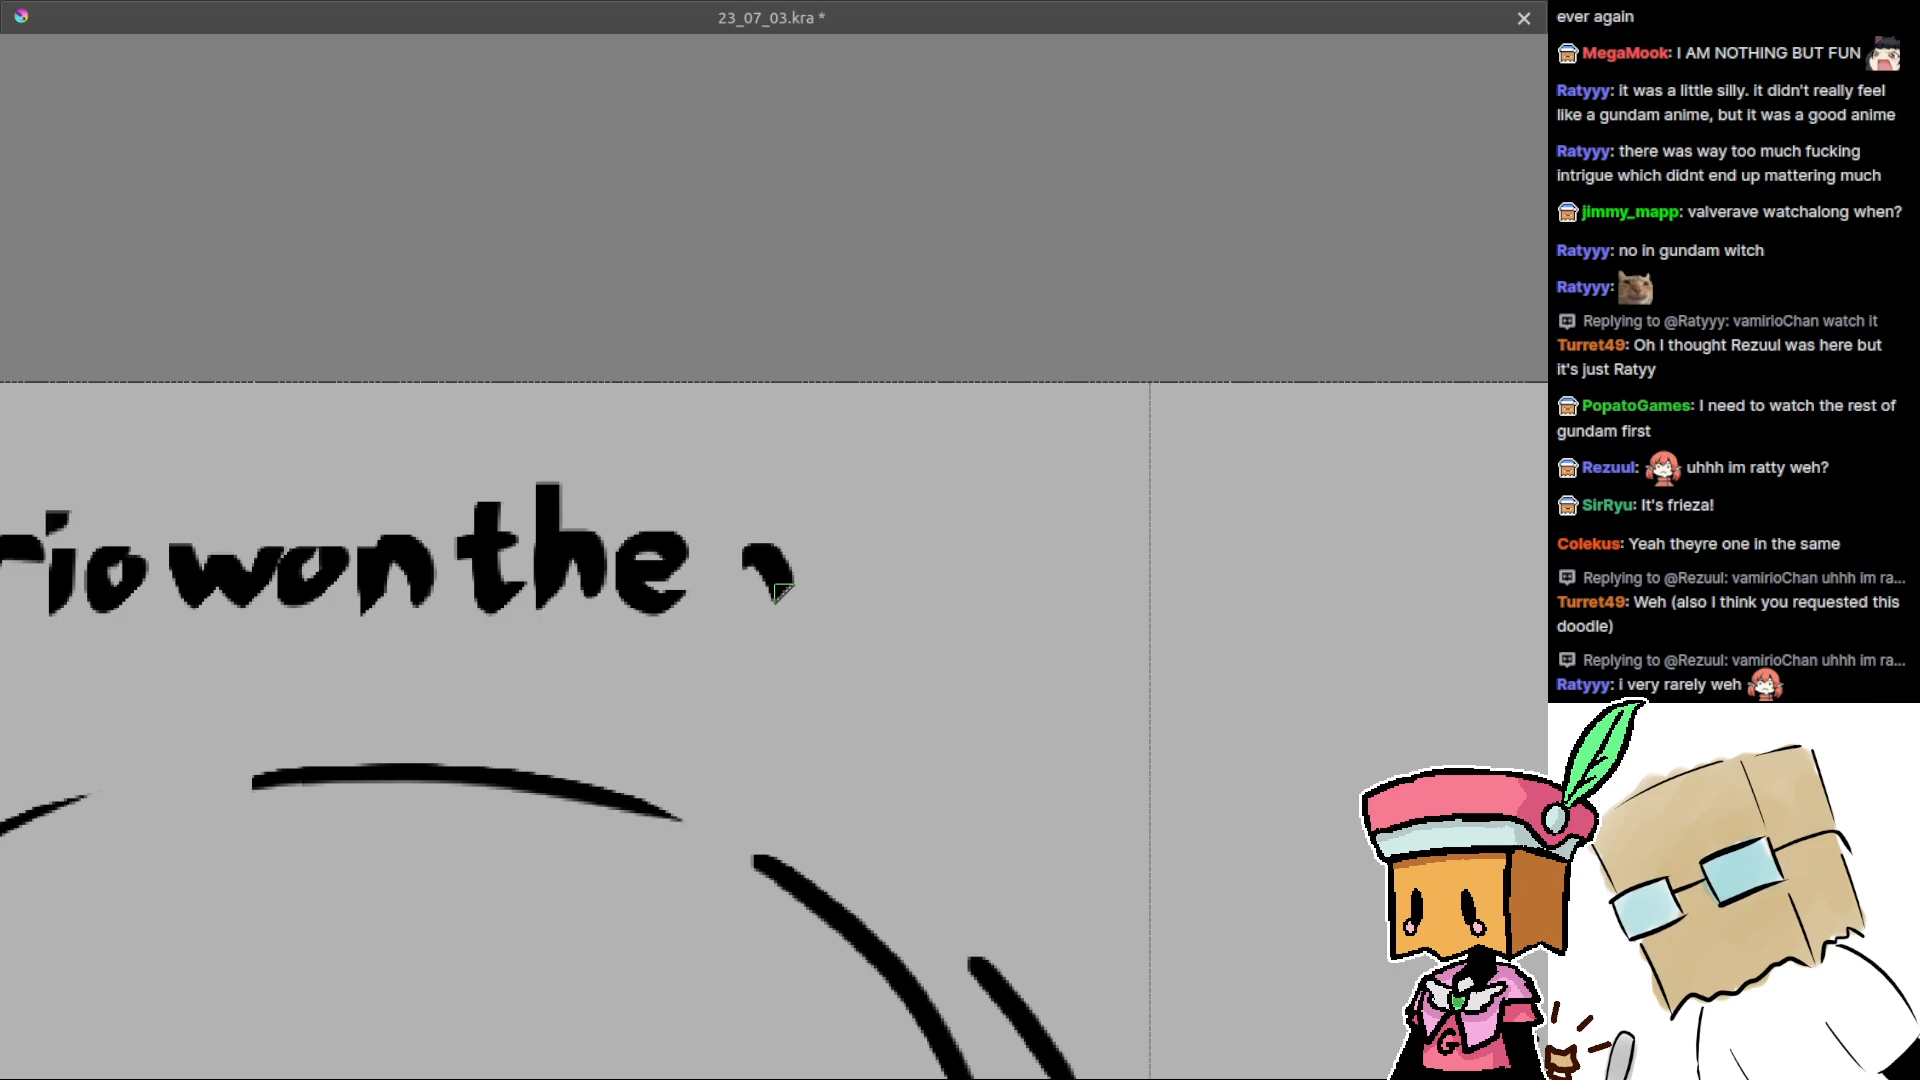 23_07_03.kra *
rio won the
ever again
MegaMook: I AM NOTHING BUT FUN
Ratyyy: it was a little silly. it didn't really feel
like a gundam anime, but it was a good anime
Ratyyy: there was way too much fucking
intrigue which didnt end up mattering much
jimmy_mapp: valverave watchalong when?
Ratyyy: no in gundam witch
Ratyyy:
Replying to @Ratyyy: vamirioChan watch it
Turret49: Oh I thought Rezuul was here but
it's just Ratyy
PopatoGames: I need to watch the rest of
gundam first
Rezuul: uhhh im ratty weh?
SirRyu: It's frieza!
Colekus: Yeah theyre one in the same
Replying to @Rezuul: vamirioChan uhhh im ra...
Turret49: Weh (also I think you requested this
doodle)
Replying to @Rezuul: vamirioChan uhhh im ra...
Ratyyy: i very rarely weh
G